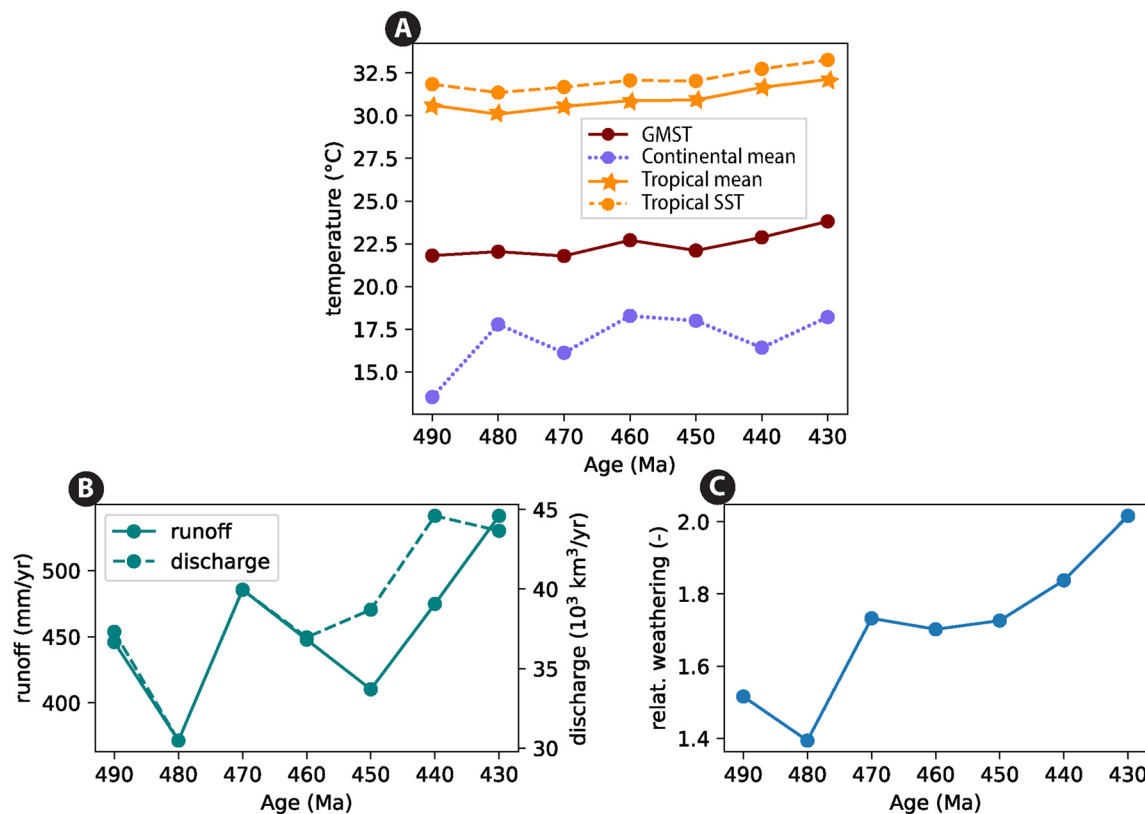 A
32.5
30.0
27.5
25.0
22.5
20.0
17.5
15.0
temperature (°C)
GMST
Continental mean
Tropical mean
Tropical SST
490 480 470 460 450 440 430
Age (Ma)
B
runoff
discharge
500
450
400
runoff (mm/yr)
45
40
35
30
discharge (10³ km³/yr)
490 480 470 460 450 440 430
Age (Ma)
C
2.0
1.8
1.6
1.4
relat. weathering (-)
490 480 470 460 450 440 430
Age (Ma)